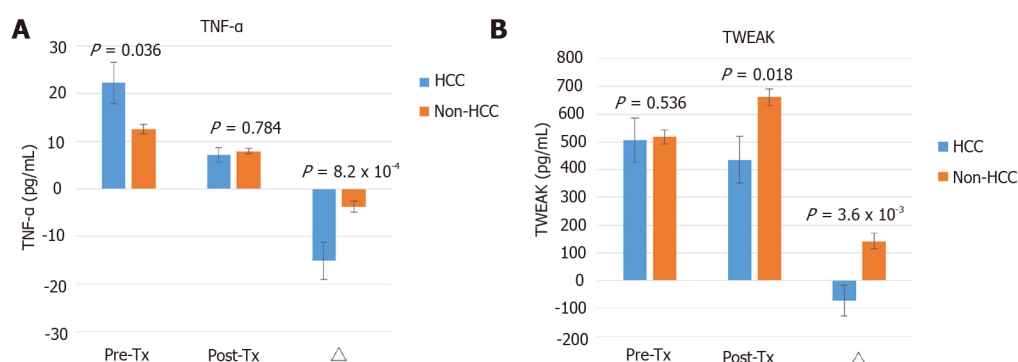 A
TNF-α
30
20
10
0
-10
-20
-30
TNF-α (pg/mL)
P = 0.036
P = 0.784
P = 8.2 x 10⁻⁴
HCC
Non-HCC
Pre-Tx
Post-Tx
△
B
TWEAK
800
700
600
500
400
300
200
100
0
-100
-200
TWEAK (pg/mL)
P = 0.536
P = 0.018
P = 3.6 x 10⁻³
HCC
Non-HCC
Pre-Tx
Post-Tx
△